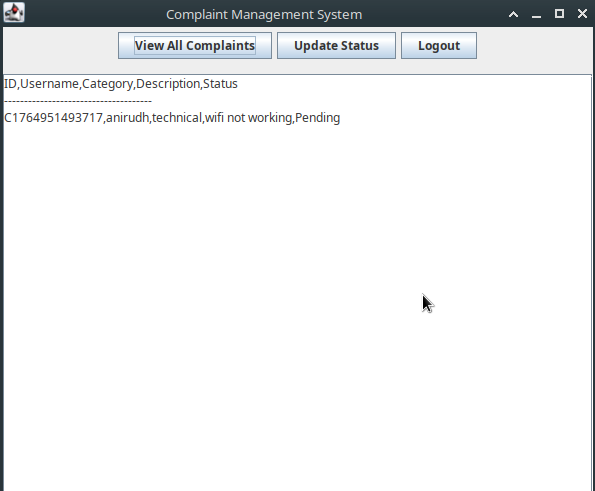 Complaint Management System
View All Complaints Update Status Logout
ID,Username,Category,Description,Status
-------------------------------------
C1764951493717,anirudh,technical,wifi not working,Pending